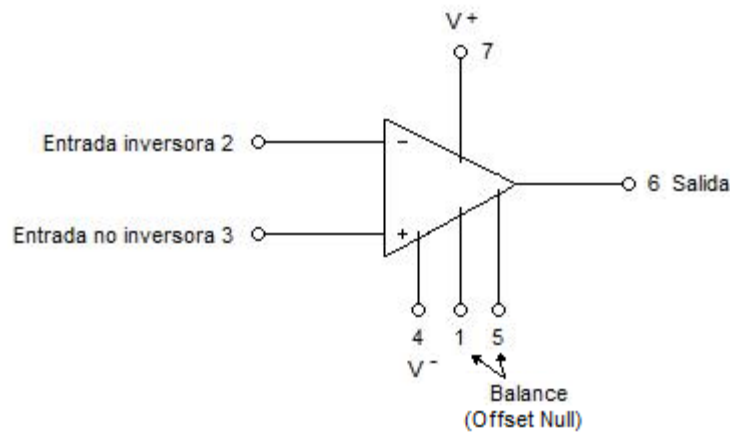 V+
7
Entrada inversora 2
-
6 Salida
Entrada no inversora 3
+
4 1 5
V-
Balance
(Offset Null)